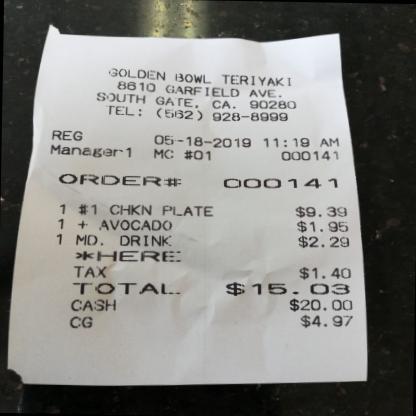 GOLDEN BOWL TERIYAKI
8610 GARFIELD AVE.
SOUTH GATE, CA. 90280
TEL: (562) 928-8999
REG 05-18-2019 11:19 AM
Manager1 MC #01 000141
ORDER# 000141
1 #1 CHKN PLATE $9.39
1 + AVOCADO $1.95
1 MD. DRINK $2.29
*HERE
TAX $1.40
TOTAL $15.03
CASH $20.00
CG $4.97